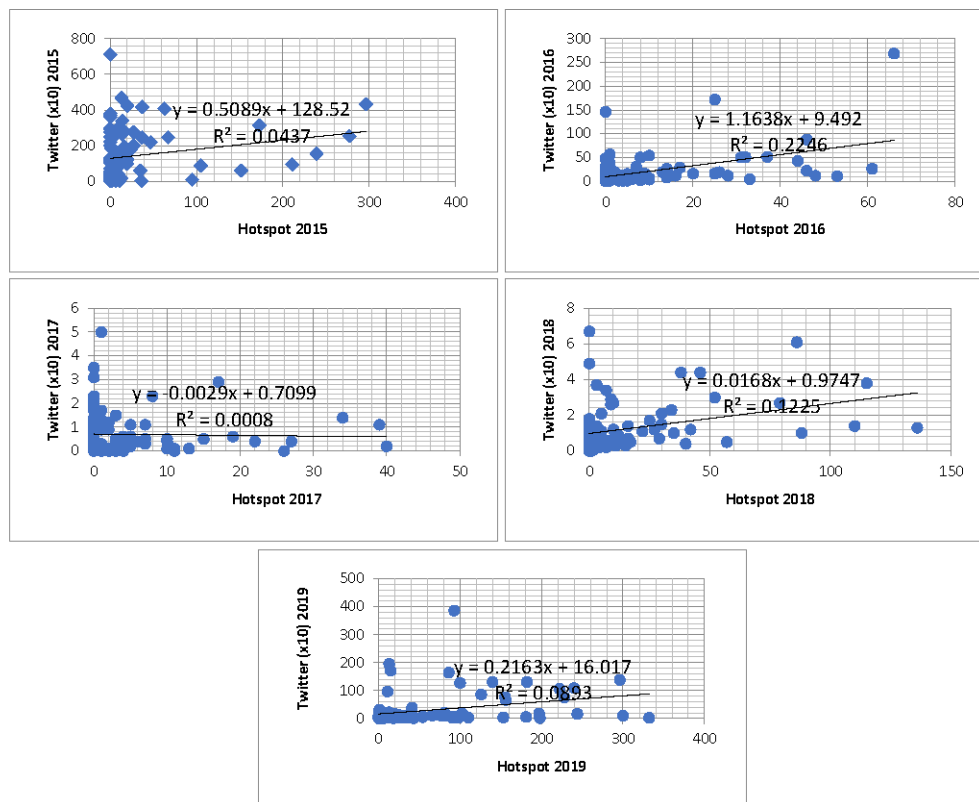 Twitter (x10) 2015
800
600
400
200
0
y = 0.5089x + 128.52
R² = 0.0437
0 100 200 300 400
Hotspot 2015
Twitter (x10) 2016
300
250
200
150
100
50
0
y = 1.1638x + 9.492
R² = 0.2246
0 20 40 60 80
Hotspot 2016
Twitter (x10) 2017
6
5
4
3
2
1
0
y = -0.0029x + 0.7099
R² = 0.0008
0 10 20 30 40 50
Hotspot 2017
Twitter (x10) 2018
8
6
4
2
0
y = 0.0168x + 0.9747
R² = 0.1225
0 50 100 150
Hotspot 2018
Twitter (x10) 2019
500
400
300
200
100
0
y = 0.2163x + 16.017
R² = 0.0893
0 100 200 300 400
Hotspot 2019